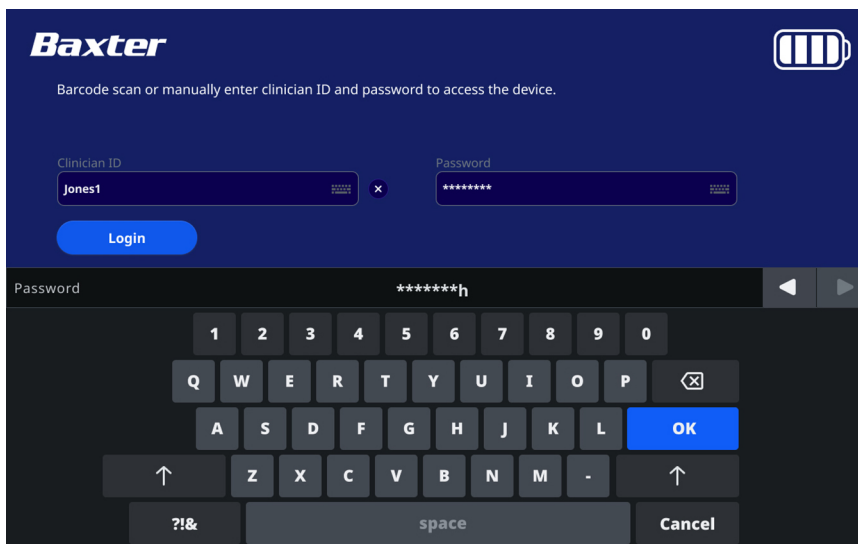 Baxter
Barcode scan or manually enter clinician ID and password to access the device.
Clinician ID
Password
Jones1
********
Login
Password
*******h
1 2 3 4 5 6 7 8 9 0
Q W E R T Y U I O P
A S D F G H J K L OK
Z X C V B N M -
?!& space Cancel